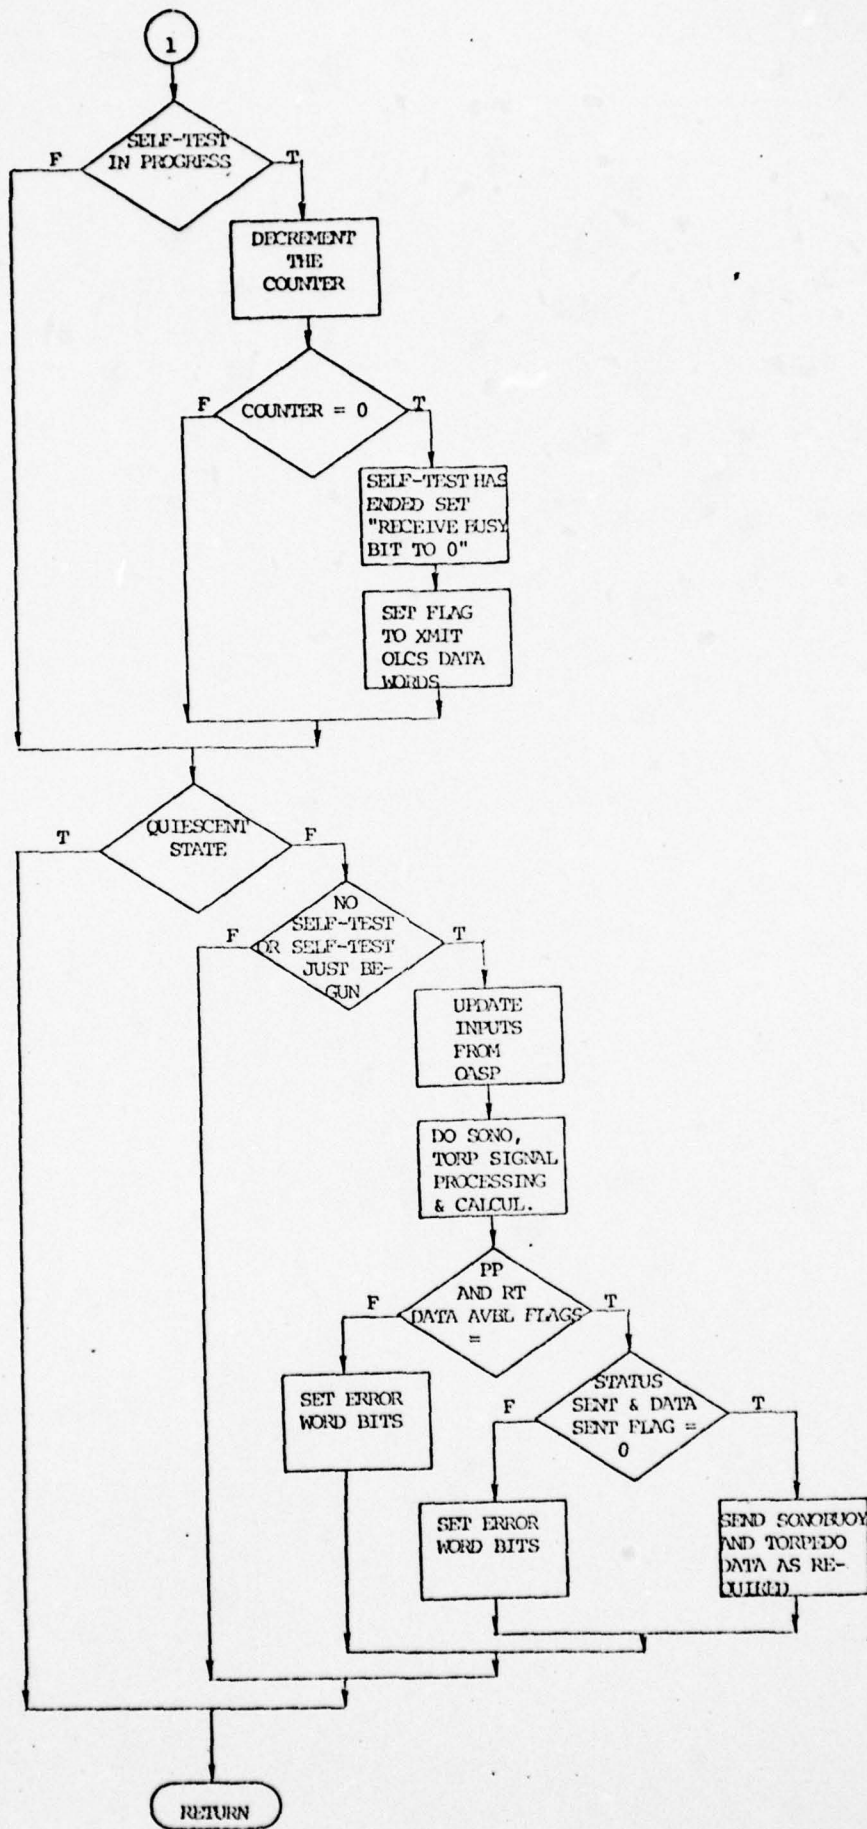 1
SELF-TEST
IN PROGRESS
F
T
DECREMENT
THE
COUNTER
F
COUNTER = 0
T
SELF-TEST HAS
ENDED SET
"RECEIVE BUSY
BIT TO 0"
SET FLAG
TO XMIT
OLCS DATA
WORDS
T
QUIESCENT
STATE
F
NO
SELF-TEST
F
OR SELF-TEST
T
JUST BE-
GUN
UPDATE
INPUTS
FROM
OASP
DO SONO,
TORP SIGNAL
PROCESSING
& CALCUL.
PP
AND RT
F
DATA AVBL FLAGS
T
=
SET ERROR
WORD BITS
STATUS
SENT & DATA
F
SENT FLAG =
T
0
SET ERROR
WORD BITS
SEND SONOBUOY
AND TORPEDO
DATA AS RE-
QUIRED
RETURN